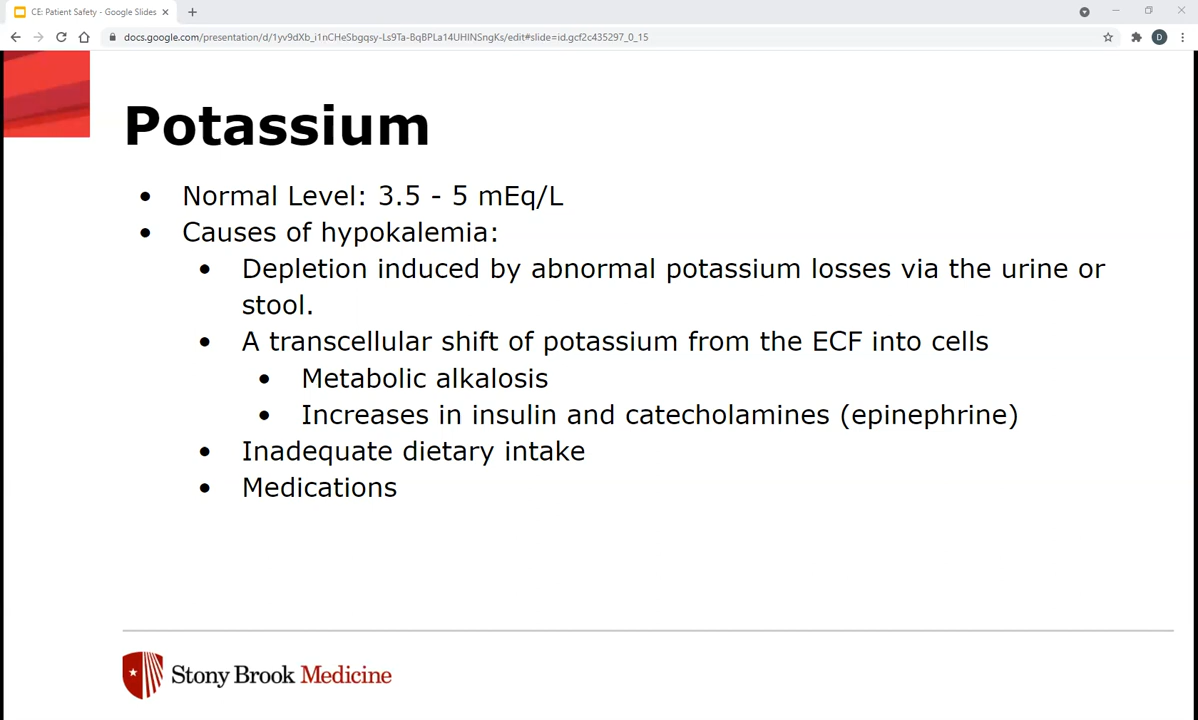 CE: Patient Safety - Google Slides
docs.google.com/presentation/d/1yv9dXb_i1nCHeSbgqsy-Ls9Ta-BqBPLa14UHlNSngKs/edit#slide=id.gcf2c435297_0_15
D
Potassium
• Normal Level: 3.5 - 5 mEq/L
• Causes of hypokalemia:
• Depletion induced by abnormal potassium losses via the urine or
stool.
• A transcellular shift of potassium from the ECF into cells
• Metabolic alkalosis
• Increases in insulin and catecholamines (epinephrine)
• Inadequate dietary intake
• Medications
Stony Brook Medicine